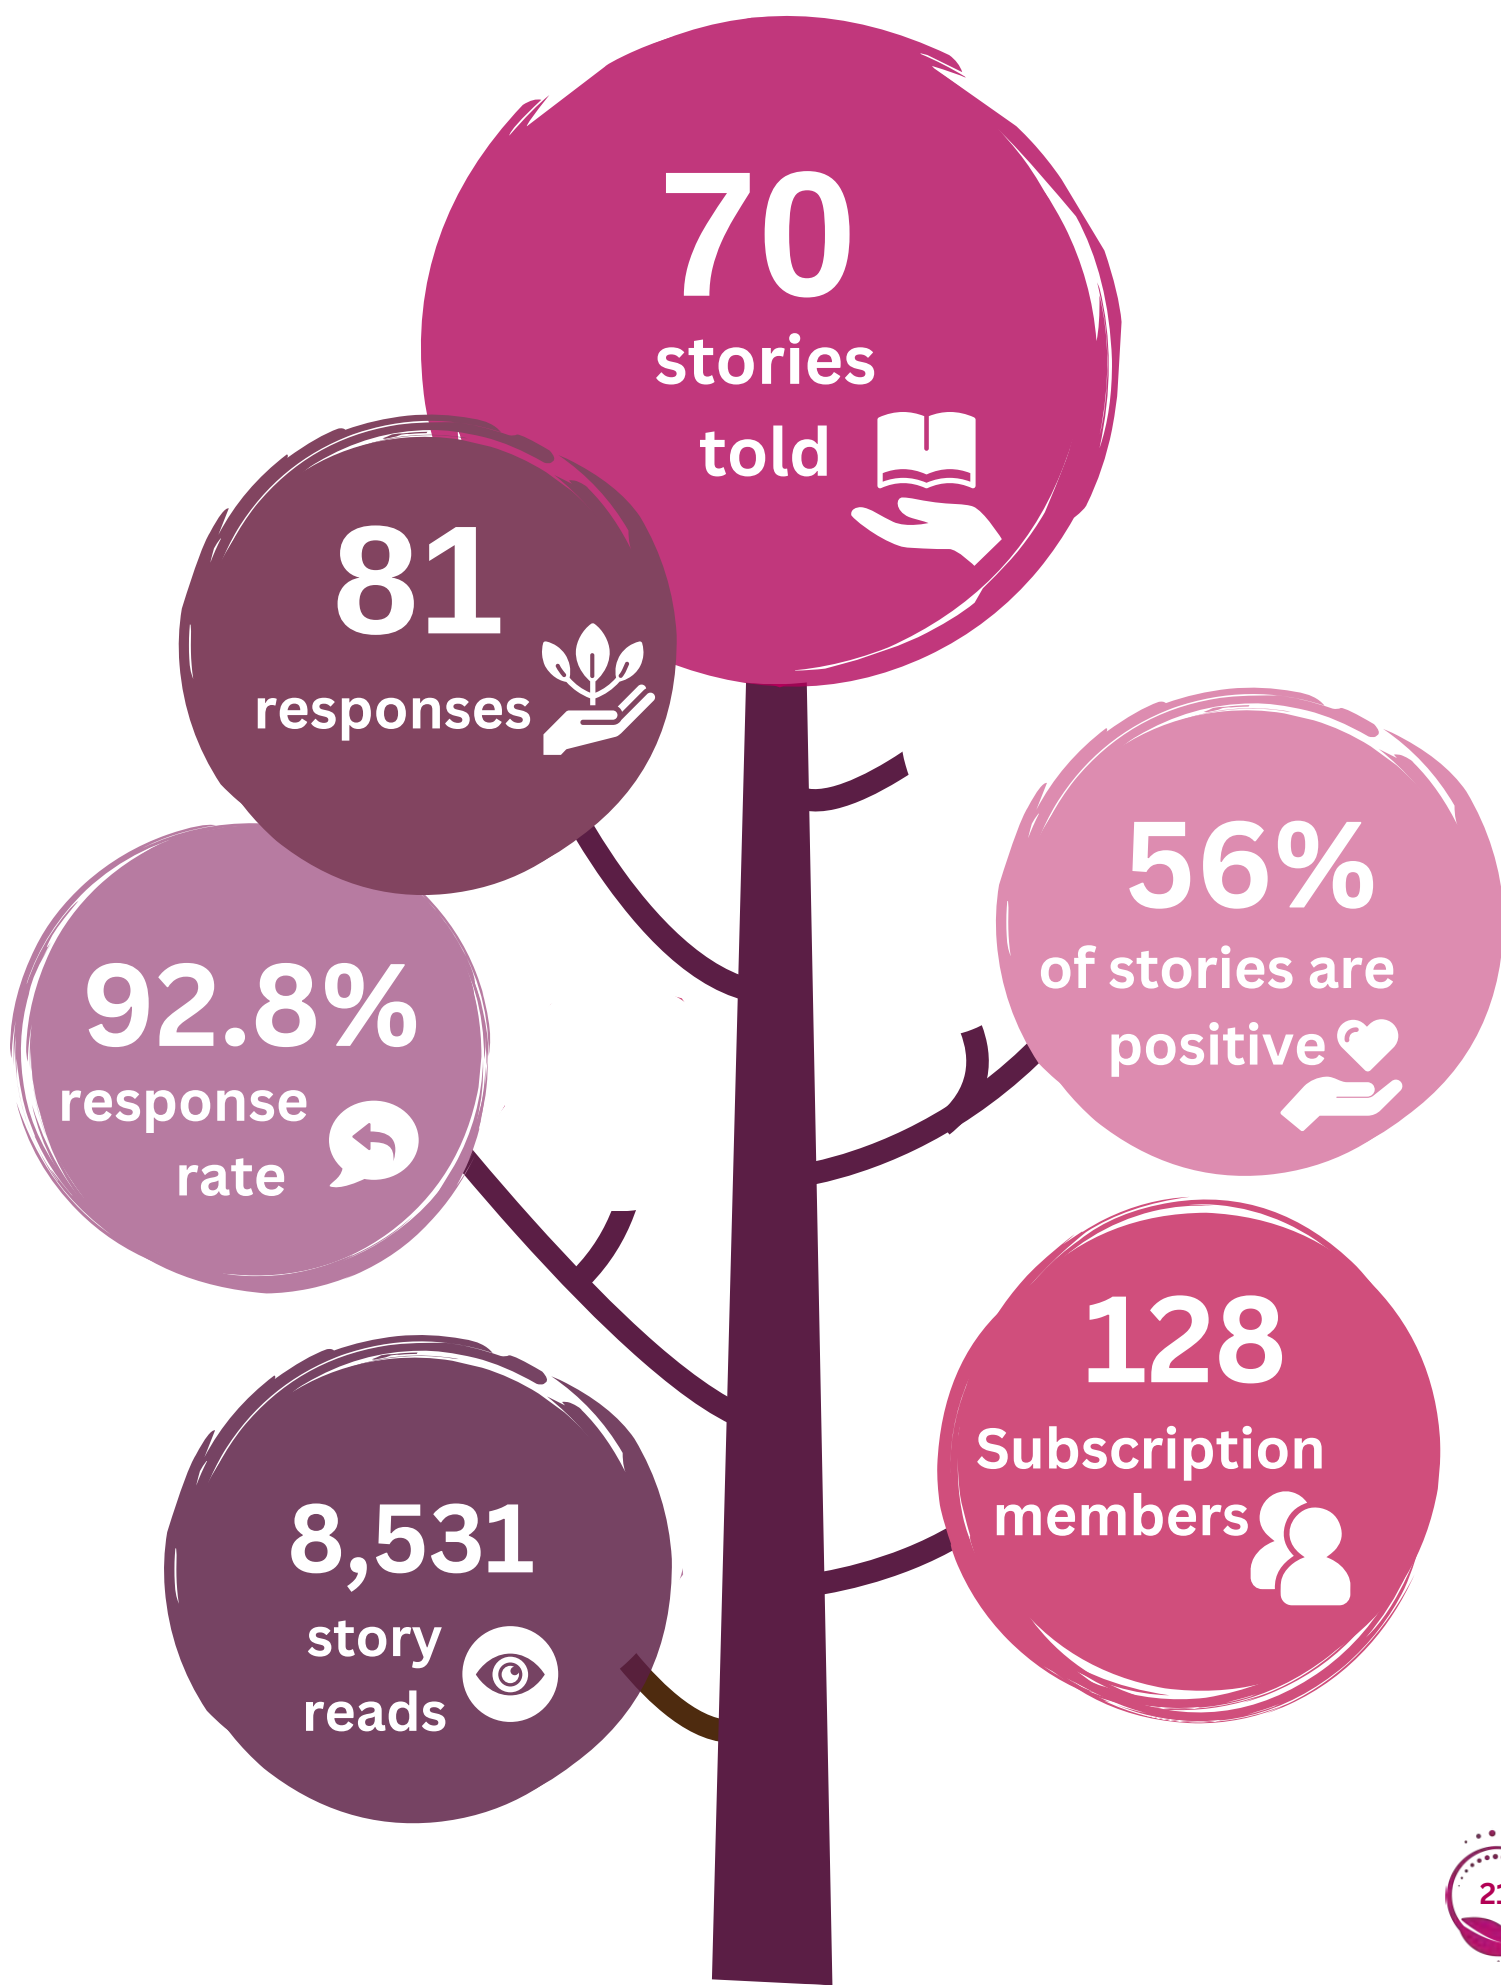 70
stories
told
81
responses
56%
of stories are
positive
92.8%
response
rate
128
Subscription
members
8,531
story
reads